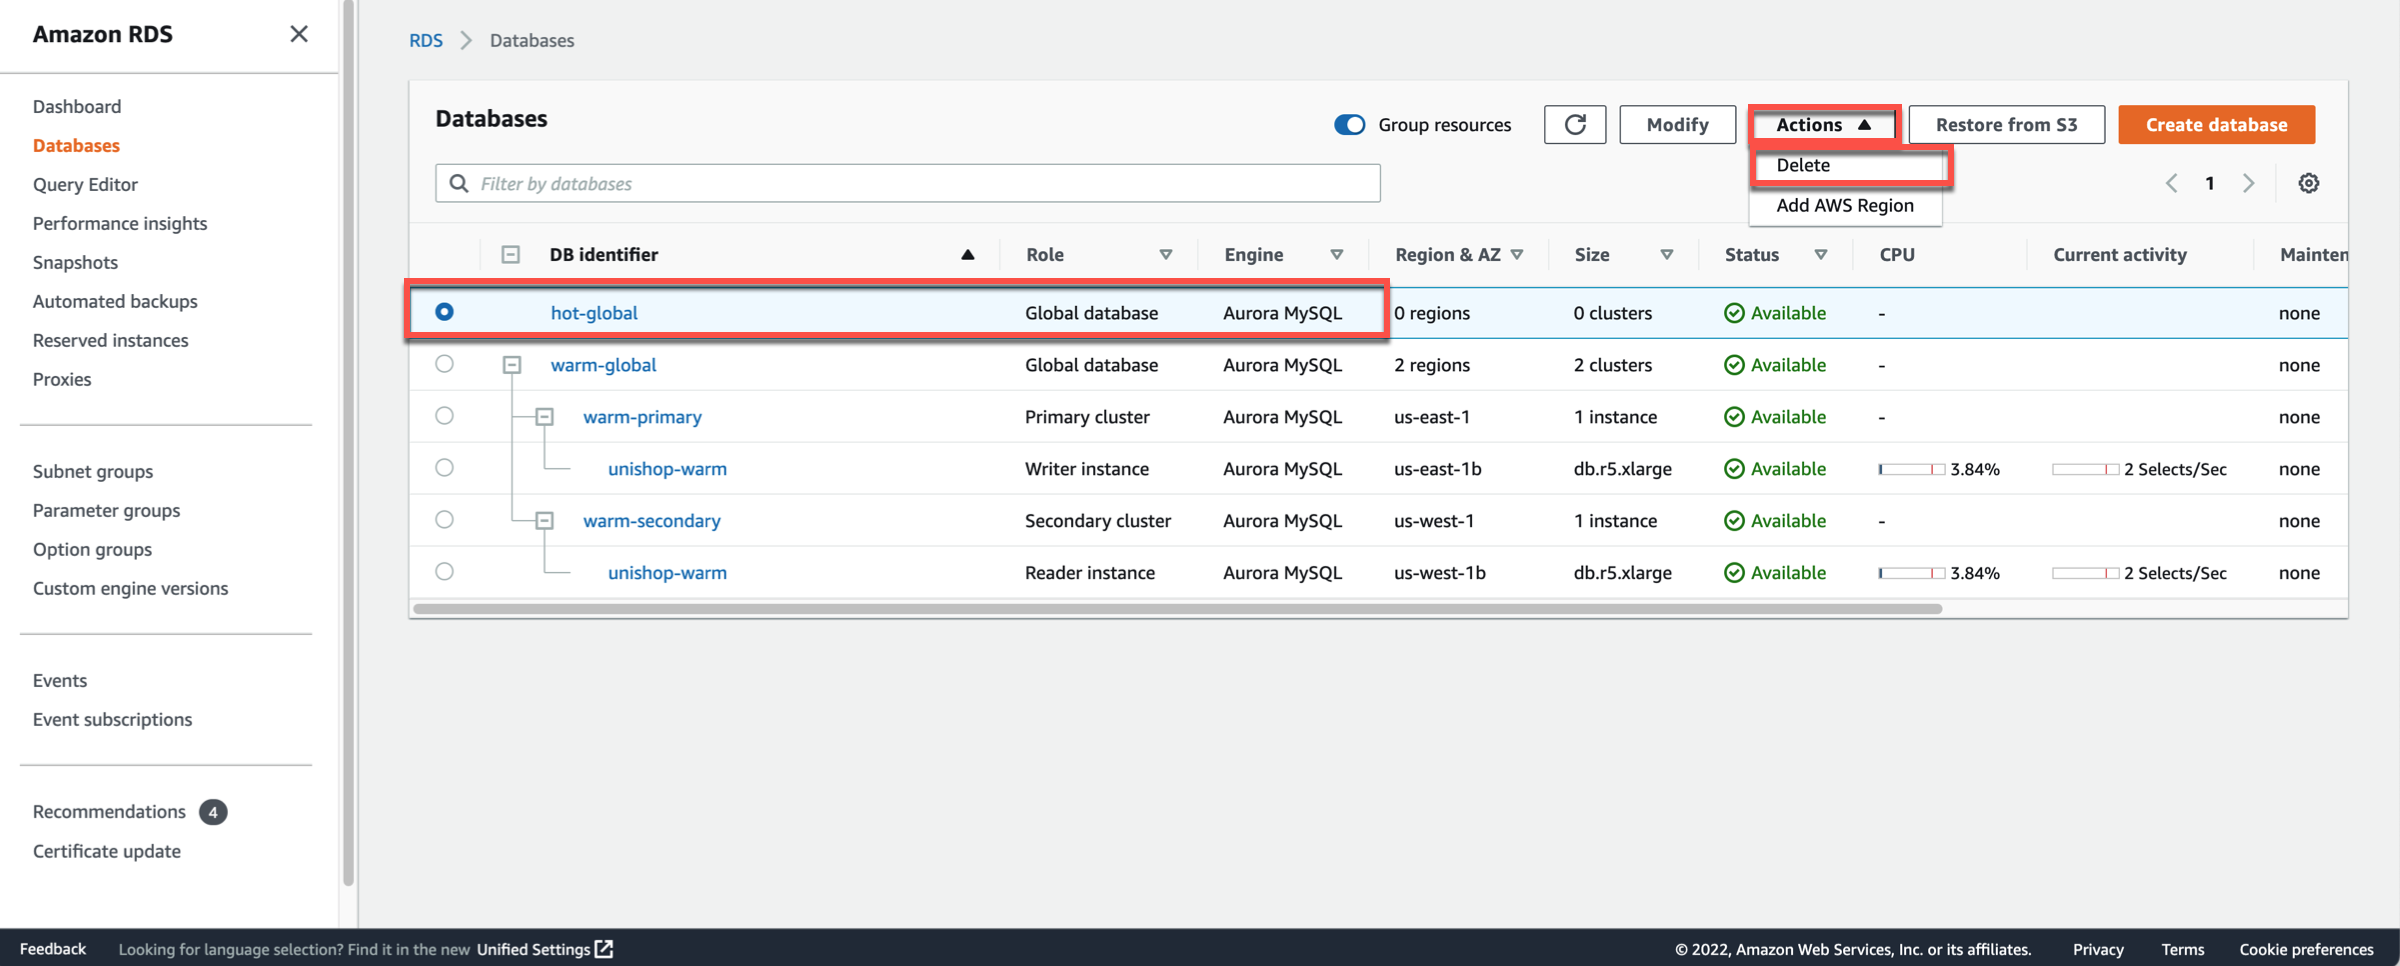 Amazon RDS
Dashboard
Databases
Query Editor
Performance insights
Snapshots
Automated backups
Reserved instances
Proxies
Subnet groups
Parameter groups
Option groups
Custom engine versions
Events
Event subscriptions
Recommendations 4
Certificate update
RDS Databases
Databases
Group resources Modify Actions Restore from S3 Create database
Delete
Add AWS Region
Filter by databases
1
DB identifier Role Engine Region & AZ Size Status CPU Current activity Mainten
hot-global Global database Aurora MySQL 0 regions 0 clusters Available - none
warm-global Global database Aurora MySQL 2 regions 2 clusters Available - none
warm-primary Primary cluster Aurora MySQL us-east-1 1 instance Available - none
unishop-warm Writer instance Aurora MySQL us-east-1b db.r5.xlarge Available 3.84% 2 Selects/Sec none
warm-secondary Secondary cluster Aurora MySQL us-west-1 1 instance Available - none
unishop-warm Reader instance Aurora MySQL us-west-1b db.r5.xlarge Available 3.84% 2 Selects/Sec none
Feedback Looking for language selection? Find it in the new Unified Settings © 2022, Amazon Web Services, Inc. or its affiliates. Privacy Terms Cookie preferences